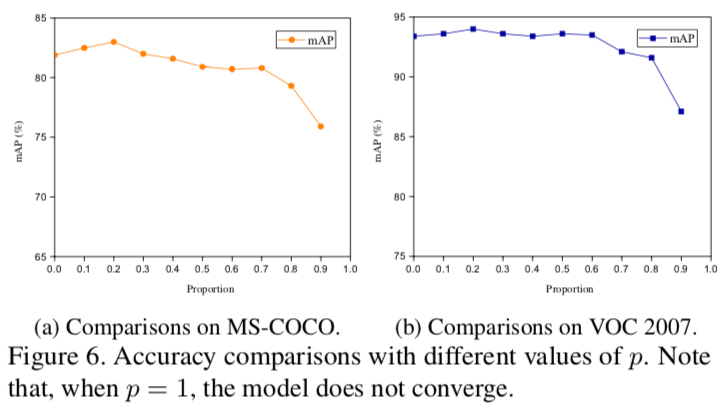 85
80
75
70
65
mAP (%)
mAP
0.0 0.1 0.2 0.3 0.4 0.5 0.6 0.7 0.8 0.9 1.0
Proportion
95
90
85
80
75
mAP (%)
mAP
0.0 0.1 0.2 0.3 0.4 0.5 0.6 0.7 0.8 0.9 1.0
Proportion
(a) Comparisons on MS-COCO.
(b) Comparisons on VOC 2007.
Figure 6. Accuracy comparisons with different values of p. Note
that, when p = 1, the model does not converge.